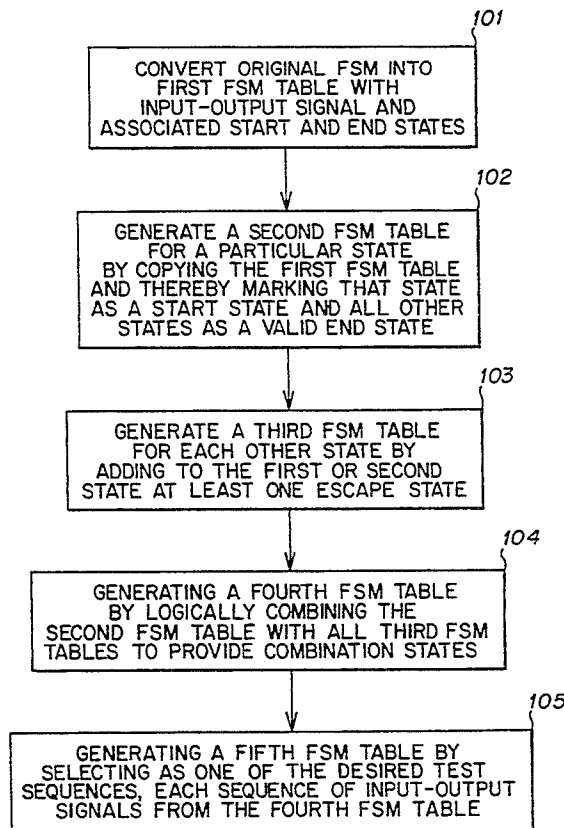 101
CONVERT ORIGINAL FSM INTO
FIRST FSM TABLE WITH
INPUT-OUTPUT SIGNAL AND
ASSOCIATED START AND END STATES
102
GENERATE A SECOND FSM TABLE
FOR A PARTICULAR STATE
BY COPYING THE FIRST FSM TABLE
AND THEREBY MARKING THAT STATE
AS A START STATE AND ALL OTHER
STATES AS A VALID END STATE
103
GENERATE A THIRD FSM TABLE
FOR EACH OTHER STATE BY
ADDING TO THE FIRST OR SECOND
STATE AT LEAST ONE ESCAPE STATE
104
GENERATING A FOURTH FSM TABLE
BY LOGICALLY COMBINING THE
SECOND FSM TABLE WITH ALL THIRD FSM
TABLES TO PROVIDE COMBINATION STATES
105
GENERATING A FIFTH FSM TABLE BY
SELECTING AS ONE OF THE DESIRED TEST
SEQUENCES, EACH SEQUENCE OF INPUT-OUTPUT
SIGNALS FROM THE FOURTH FSM TABLE